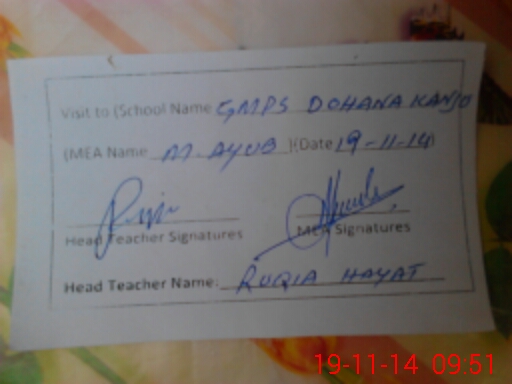 Visit to (School Name GMPS DOHANA KANJO
(MEA Name M. AYUB )(Date 19-11-14)
Head Teacher Signatures MEA Signatures
Head Teacher Name: RUQIA HAYAT
19-11-14 09:51